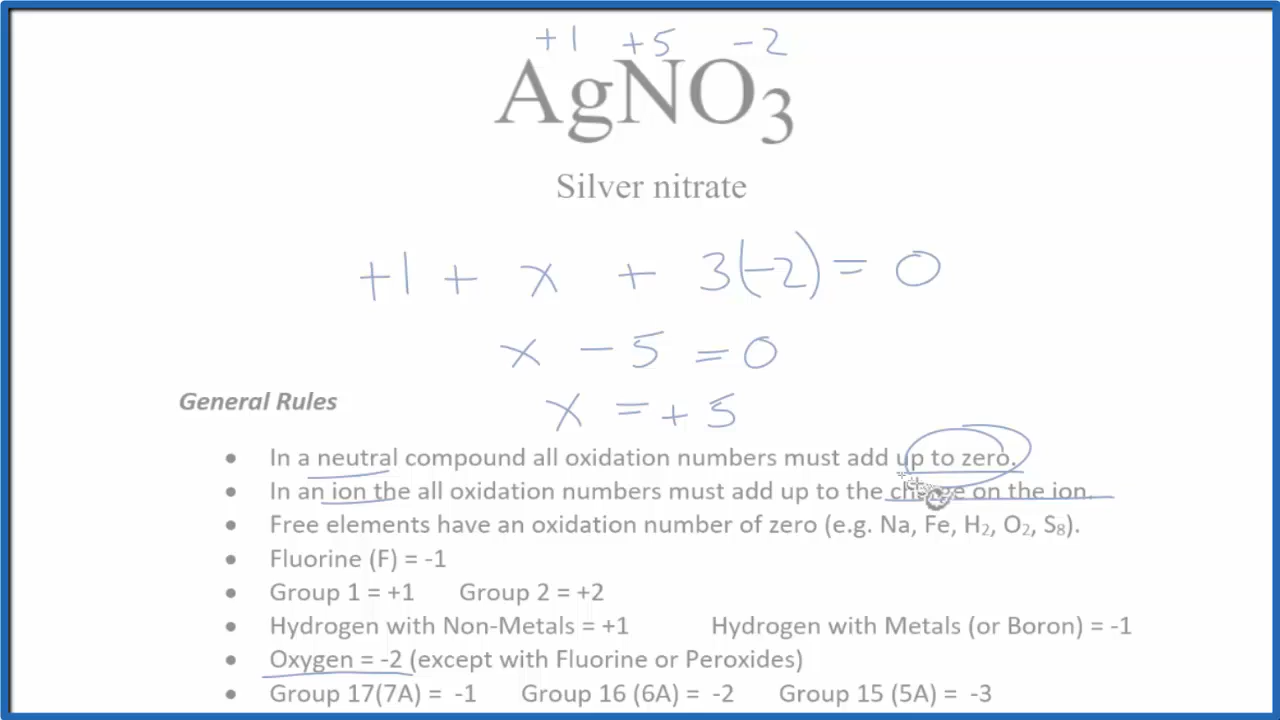 +1 +5 -2
AgNO₃
Silver nitrate
+1 + x + 3(-2) = 0
x - 5 = 0
General Rules
x = +5
• In a neutral compound all oxidation numbers must add up to zero.
• In an ion the all oxidation numbers must add up to the charge on the ion.
• Free elements have an oxidation number of zero (e.g. Na, Fe, H₂, O₂, S₈).
• Fluorine (F) = -1
• Group 1 = +1 Group 2 = +2
• Hydrogen with Non-Metals = +1 Hydrogen with Metals (or Boron) = -1
• Oxygen = -2 (except with Fluorine or Peroxides)
• Group 17(7A) = -1 Group 16 (6A) = -2 Group 15 (5A) = -3